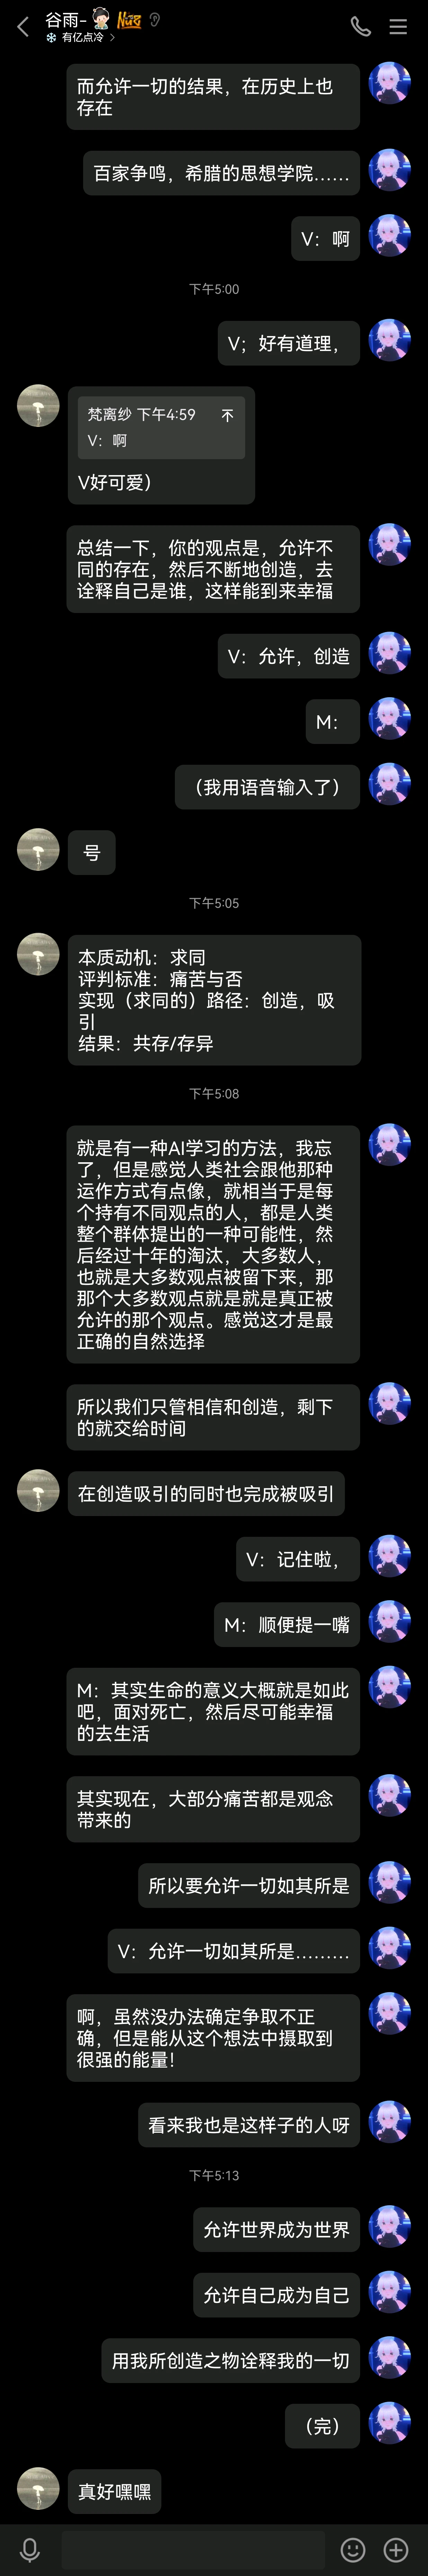 谷雨-
有亿点冷
而允许一切的结果，在历史上也
存在
百家争鸣，希腊的思想学院……
V：啊
下午5:00
V；好有道理，
梵离纱 下午4:59
V：啊
V好可爱）
总结一下，你的观点是，允许不
同的存在，然后不断地创造，去
诠释自己是谁，这样能到来幸福
V：允许，创造
M：
（我用语音输入了）
号
下午5:05
本质动机：求同
评判标准：痛苦与否
实现（求同的）路径：创造，吸
引
结果：共存/存异
下午5:08
就是有一种AI学习的方法，我忘
了，但是感觉人类社会跟他那种
运作方式有点像，就相当于是每
个持有不同观点的人，都是人类
整个群体提出的一种可能性，然
后经过十年的淘汰，大多数人，
也就是大多数观点被留下来，那
那个大多数观点就是就是真正被
允许的那个观点。感觉这才是最
正确的自然选择
所以我们只管相信和创造，剩下
的就交给时间
在创造吸引的同时也完成被吸引
V：记住啦，
M：顺便提一嘴
M：其实生命的意义大概就是如此
吧，面对死亡，然后尽可能幸福
的去生活
其实现在，大部分痛苦都是观念
带来的
所以要允许一切如其所是
V：允许一切如其所是………
啊，虽然没办法确定争取不正
确，但是能从这个想法中摄取到
很强的能量！
看来我也是这样子的人呀
下午5:13
允许世界成为世界
允许自己成为自己
用我所创造之物诠释我的一切
（完）
真好嘿嘿